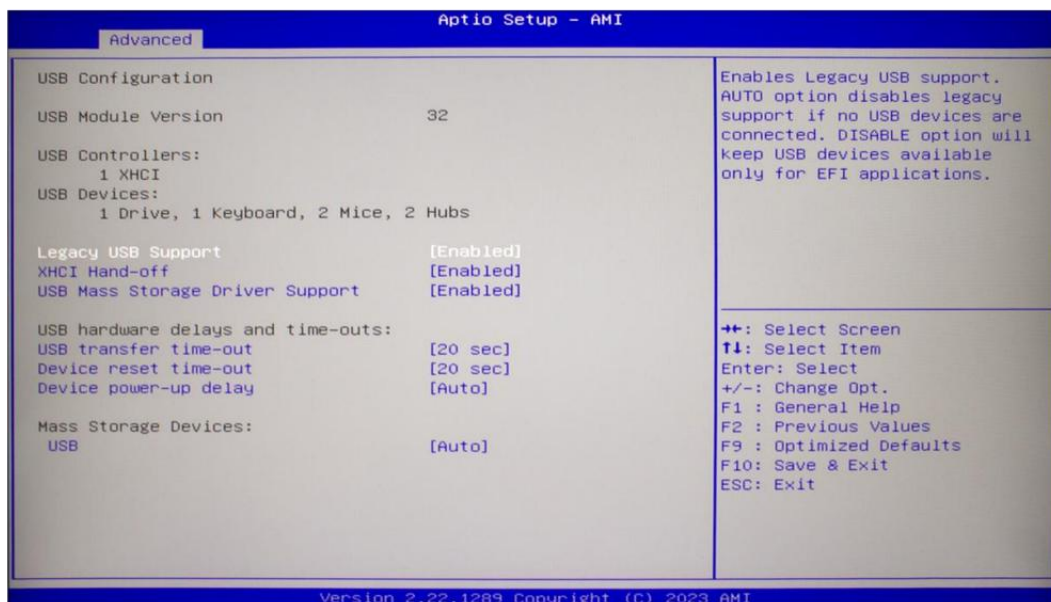 Aptio Setup - AMI
Advanced
USB Configuration
USB Module Version 32
USB Controllers:
1 XHCI
USB Devices:
1 Drive, 1 Keyboard, 2 Mice, 2 Hubs
Legacy USB Support [Enabled]
XHCI Hand-off [Enabled]
USB Mass Storage Driver Support [Enabled]
USB hardware delays and time-outs:
USB transfer time-out [20 sec]
Device reset time-out [20 sec]
Device power-up delay [Auto]
Mass Storage Devices:
USB [Auto]
Enables Legacy USB support.
AUTO option disables legacy
support if no USB devices are
connected. DISABLE option will
keep USB devices available
only for EFI applications.
→←: Select Screen
↑↓: Select Item
Enter: Select
+/-: Change Opt.
F1 : General Help
F2 : Previous Values
F9 : Optimized Defaults
F10: Save & Exit
ESC: Exit
Version 2.22.1289 Copyright (C) 2023 AMI